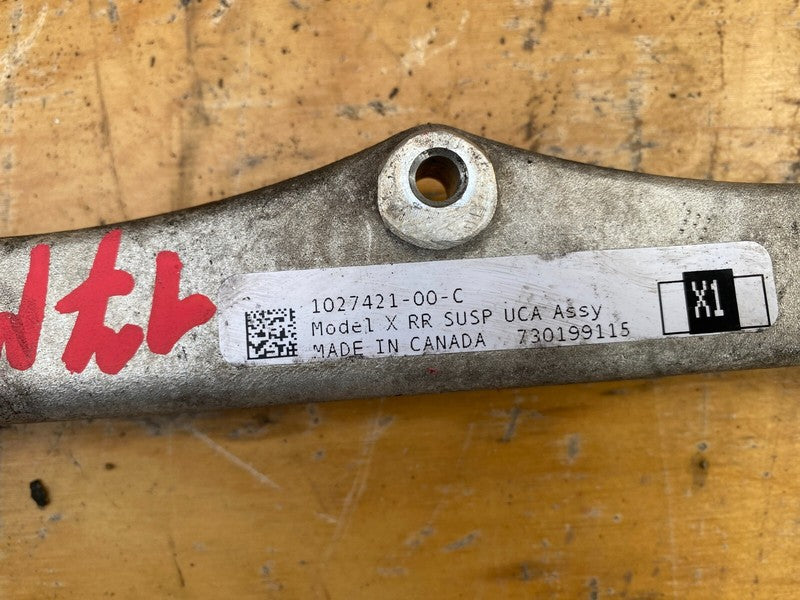 1027421-00-C
Model X RR SUSP UCA Assy
MADE IN CANADA 730199115
X1